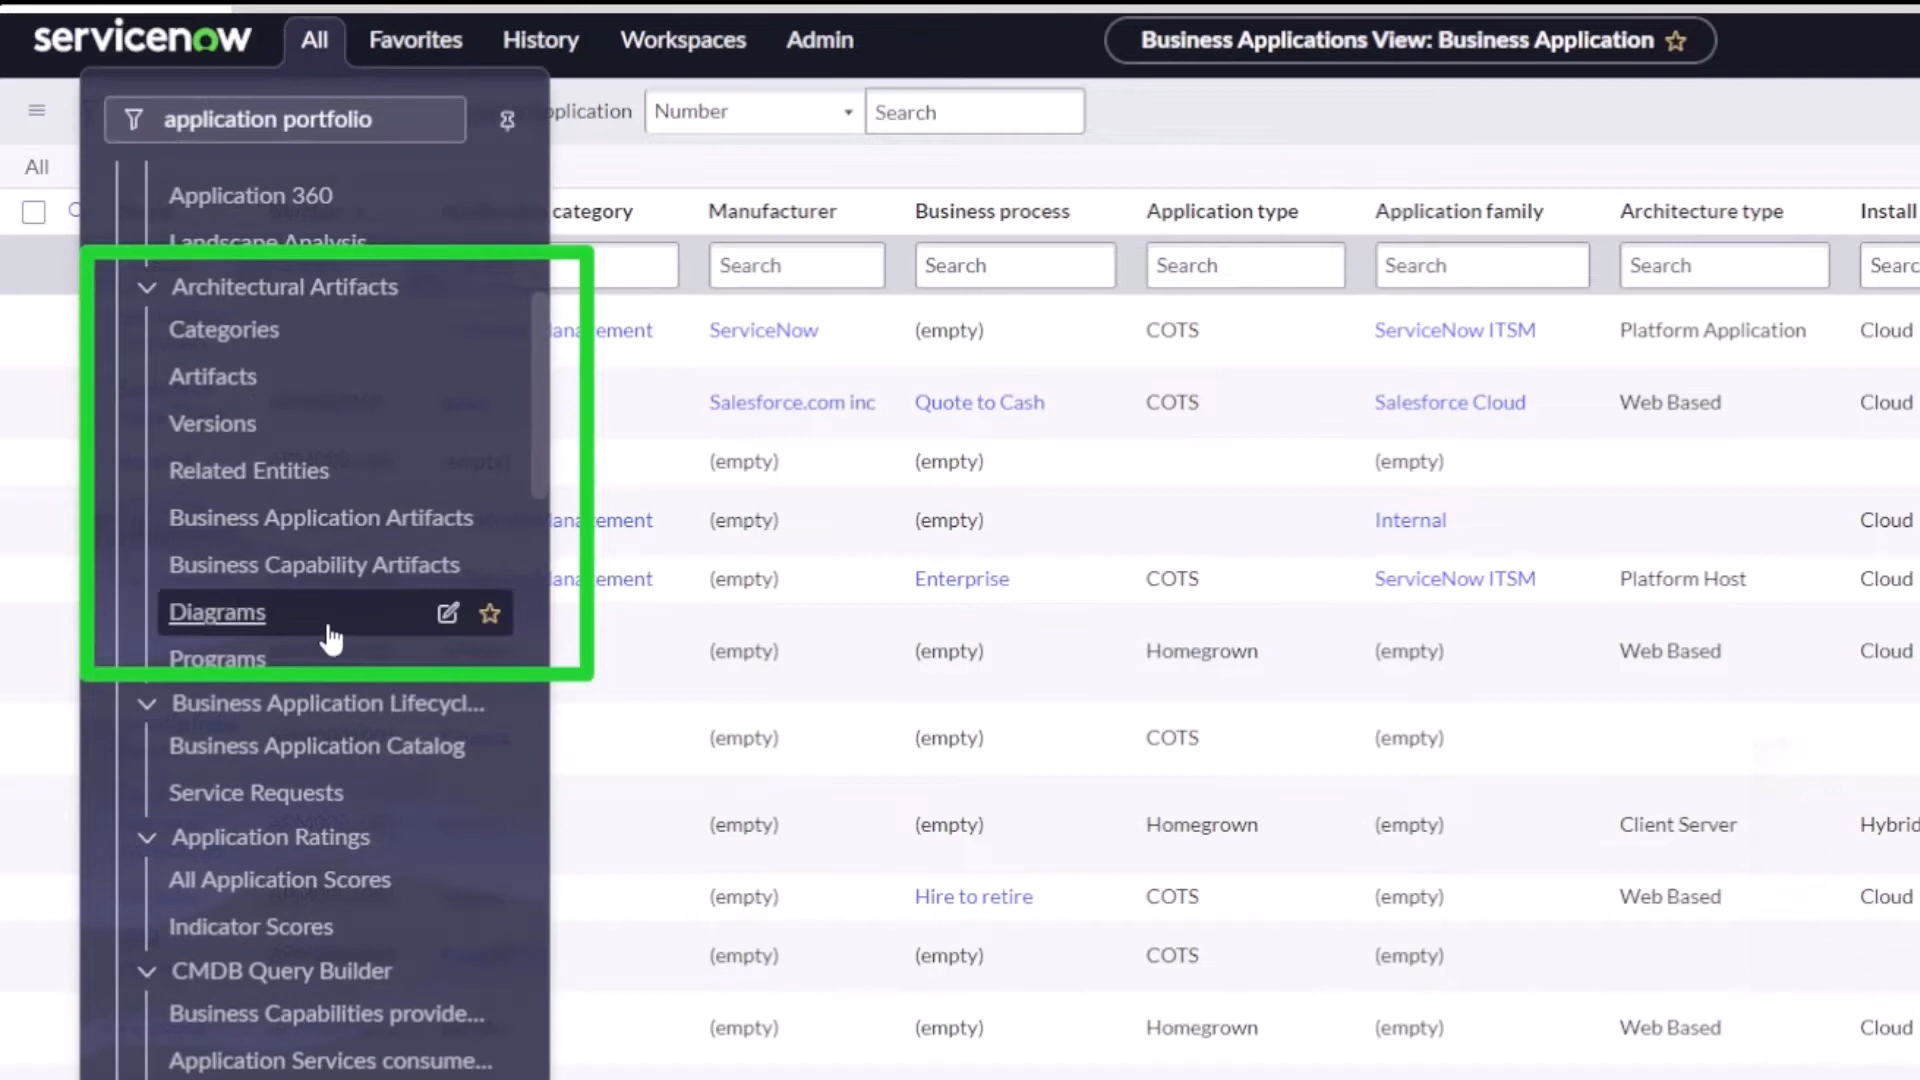 servicenow All Favorites History Workspaces Admin Business Applications View: Business Application
application portfolio
Number Search
All
Application 360
Landscape Analysis
category Manufacturer Business process Application type Application family Architecture type Install
Search Search Search Search Search Searc
Architectural Artifacts
Categories
Artifacts
Versions
Related Entities
Business Application Artifacts
Business Capability Artifacts
Diagrams
Programs
Business Application Lifecycl...
Business Application Catalog
Service Requests
Application Ratings
All Application Scores
Indicator Scores
CMDB Query Builder
Business Capabilities provide...
Application Services consume...
ServiceNow (empty) COTS ServiceNow ITSM Platform Application Cloud
Salesforce.com inc Quote to Cash COTS Salesforce Cloud Web Based Cloud
(empty) (empty) (empty)
(empty) (empty) Internal Cloud
(empty) Enterprise COTS ServiceNow ITSM Platform Host Cloud
(empty) (empty) Homegrown (empty) Web Based Cloud
(empty) (empty) COTS (empty)
(empty) (empty) Homegrown (empty) Client Server Hybrid
(empty) Hire to retire COTS (empty) Web Based Cloud
(empty) (empty) COTS (empty)
(empty) (empty) Homegrown (empty) Web Based Cloud